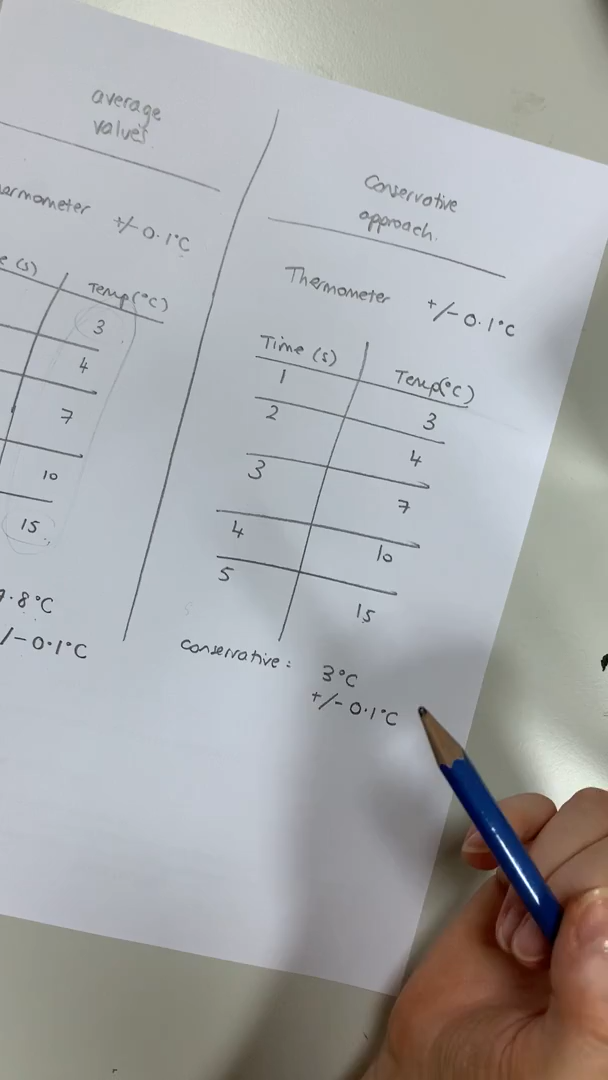 average
values
+/- 0.1°C
Temp(°C)
3
4
7
10
15
.8°C
/- 0.1°C
Conservative
approach.
Thermometer +/- 0.1°C
Time (s) Temp(°C)
1 3
2 4
3 7
4 10
5 15
Conservative: 3°C
+/- 0.1°C